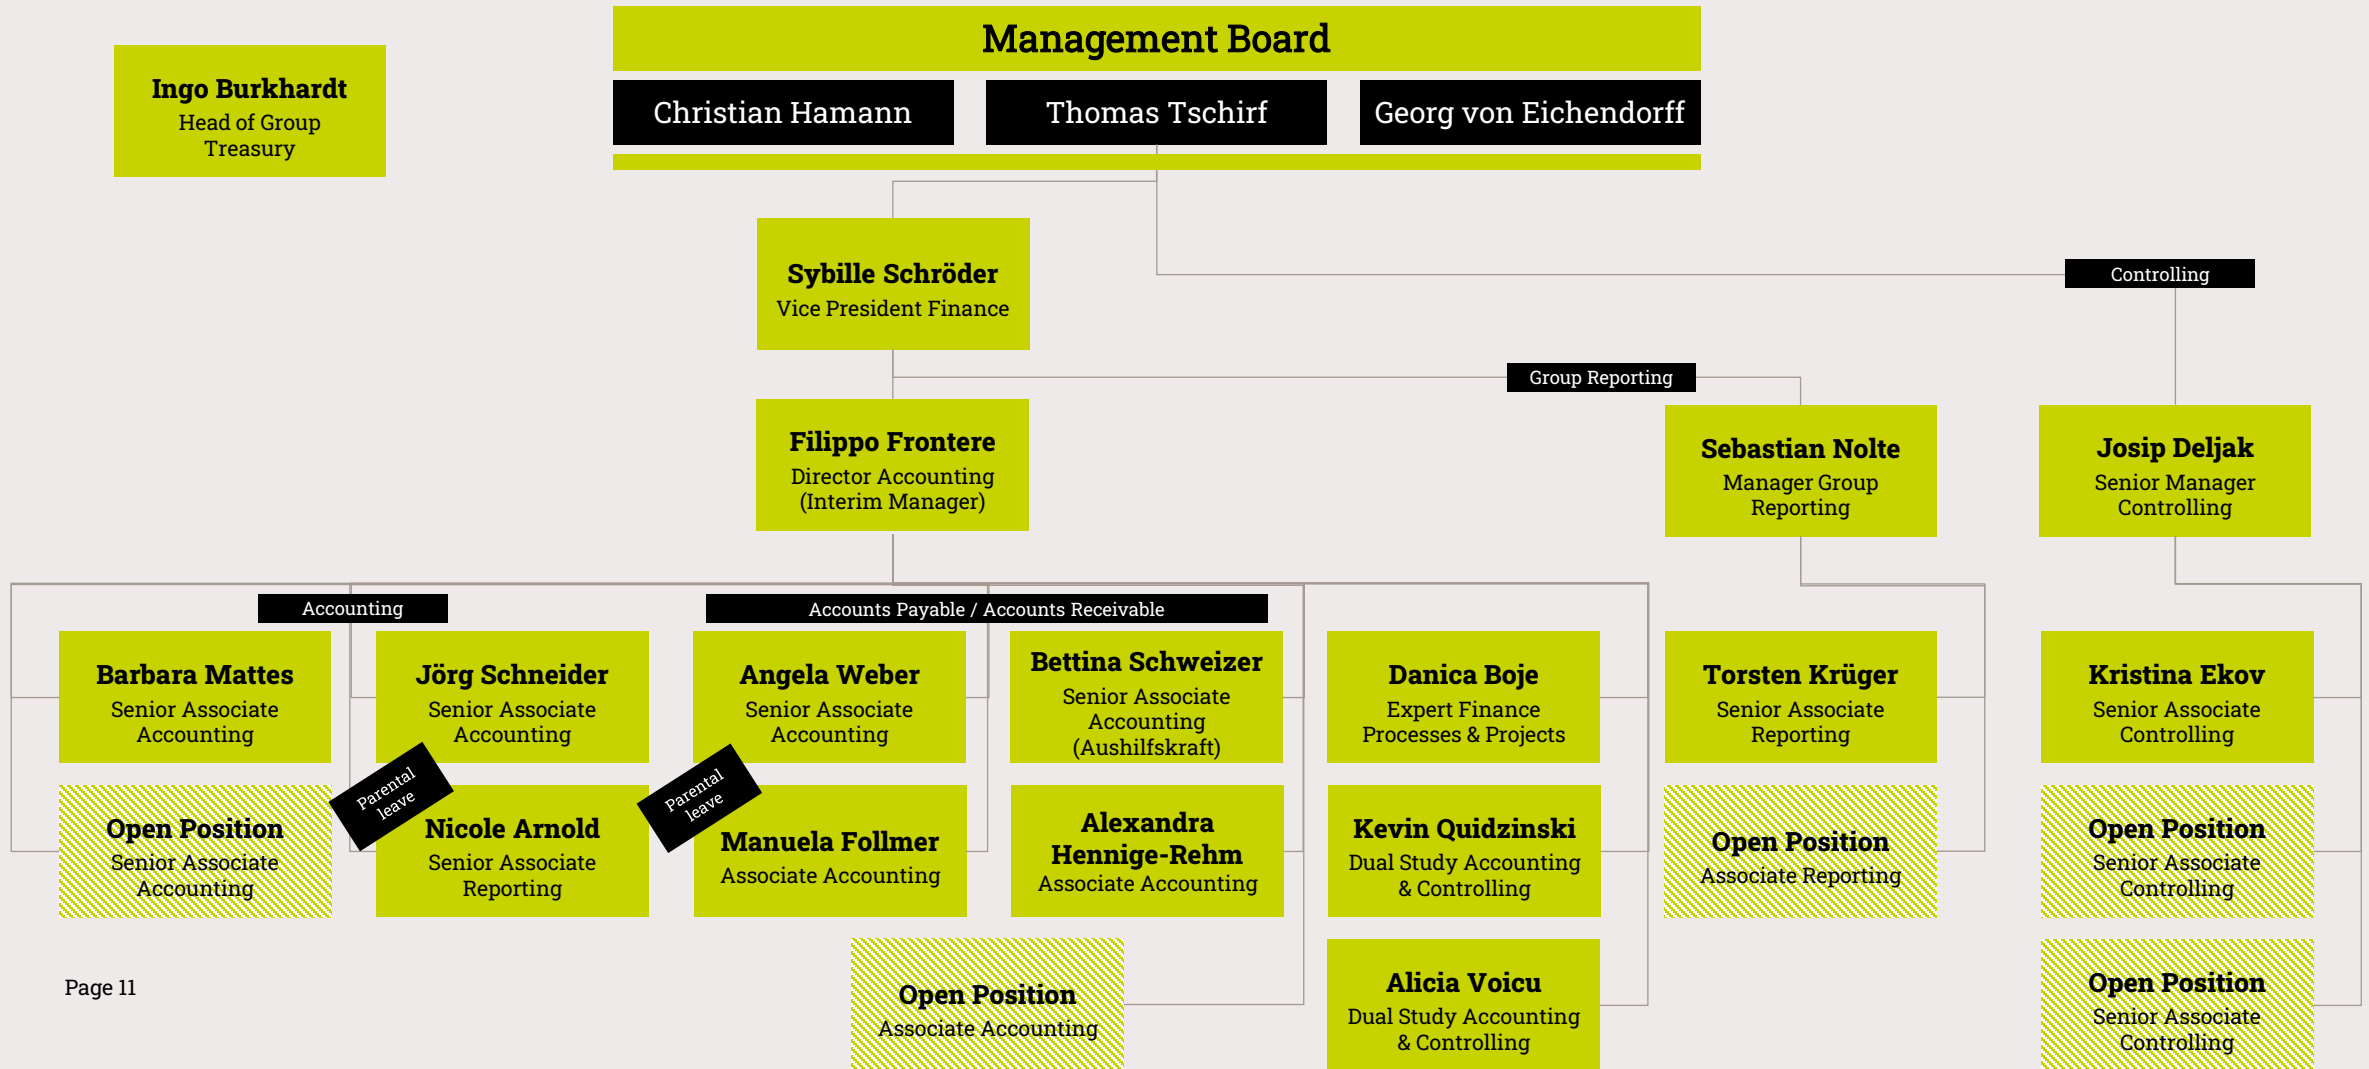 Management Board
Ingo Burkhardt
Head of Group
Treasury
Christian Hamann
Thomas Tschirf
Georg von Eichendorff
Sybille Schröder
Vice President Finance
Controlling
Group Reporting
Filippo Frontere
Director Accounting
(Interim Manager)
Sebastian Nolte
Manager Group
Reporting
Josip Deljak
Senior Manager
Controlling
Accounting
Accounts Payable / Accounts Receivable
Barbara Mattes
Senior Associate
Accounting
Jörg Schneider
Senior Associate
Accounting
Angela Weber
Senior Associate
Accounting
Bettina Schweizer
Senior Associate
Accounting
(Aushilfskraft)
Danica Boje
Expert Finance
Processes & Projects
Torsten Krüger
Senior Associate
Reporting
Kristina Ekov
Senior Associate
Controlling
Open Position
Senior Associate
Accounting
Parental
leave
Nicole Arnold
Senior Associate
Reporting
Parental
leave
Manuela Follmer
Associate Accounting
Alexandra
Hennige-Rehm
Associate Accounting
Kevin Quidzinski
Dual Study Accounting
& Controlling
Open Position
Associate Reporting
Open Position
Senior Associate
Controlling
Page 11
Open Position
Associate Accounting
Alicia Voicu
Dual Study Accounting
& Controlling
Open Position
Senior Associate
Controlling